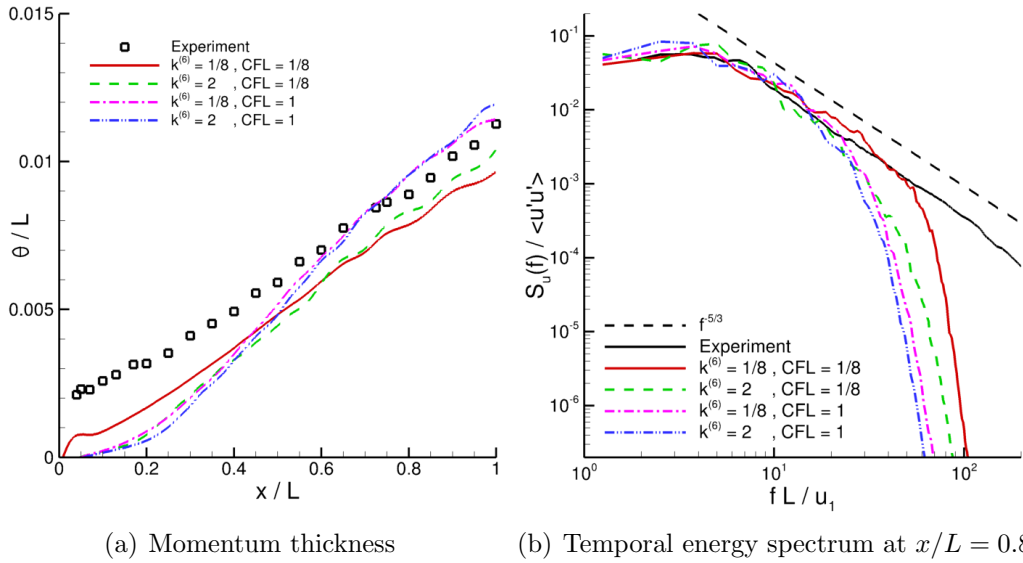 0.015
0.01
0.005
0
θ / L
Experiment
k(6) = 1/8 , CFL = 1/8
k(6) = 2 , CFL = 1/8
k(6) = 1/8 , CFL = 1
k(6) = 2 , CFL = 1
0 0.2 0.4 0.6 0.8 1
x / L
(a) Momentum thickness
10-1
10-2
10-3
10-4
10-5
10-6
Su(f) / <u'u'>
f-5/3
Experiment
k(6) = 1/8 , CFL = 1/8
k(6) = 2 , CFL = 1/8
k(6) = 1/8 , CFL = 1
k(6) = 2 , CFL = 1
100 101 102
f L / u1
(b) Temporal energy spectrum at x/L = 0.8